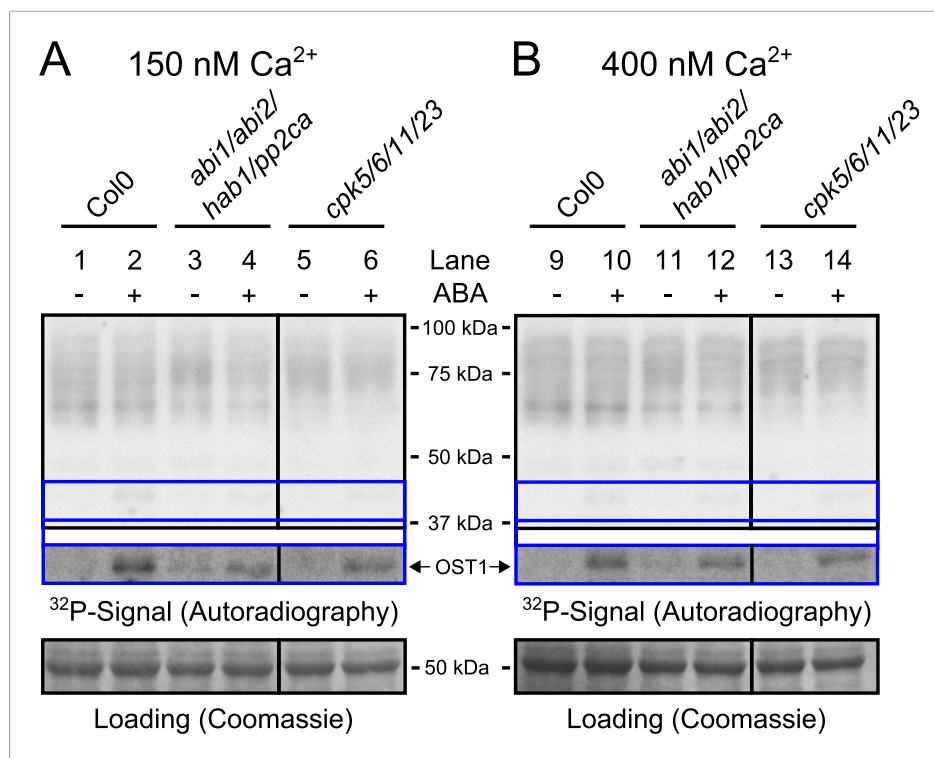 A 150 nM Ca²⁺
B 400 nM Ca²⁺
Col0
abi1/abi2/
hab1/pp2ca
cpk5/6/11/23
Col0
abi1/abi2/
hab1/pp2ca
cpk5/6/11/23
1 2 3 4 5 6 Lane 9 10 11 12 13 14
- + - + - + ABA - + - + - +
100 kDa
75 kDa
50 kDa
37 kDa
OST1
³²P-Signal (Autoradiography)
³²P-Signal (Autoradiography)
50 kDa
Loading (Coomassie)
Loading (Coomassie)